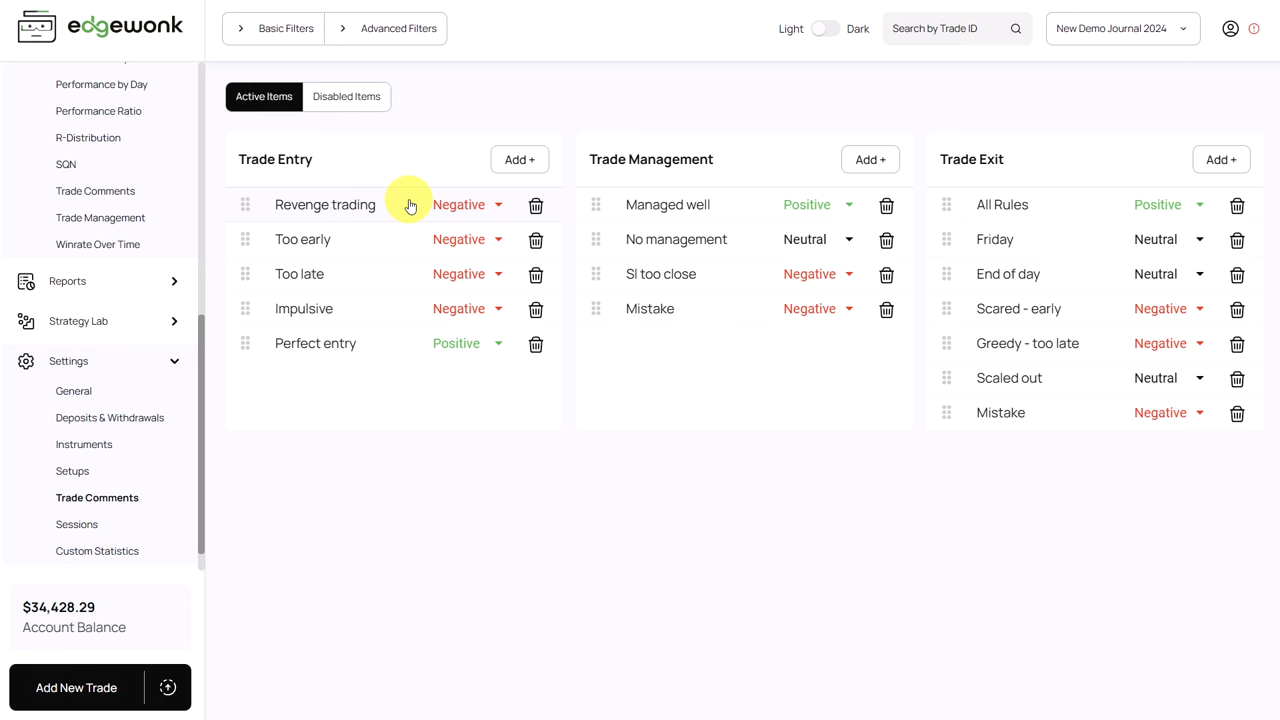 edgewonk
Basic Filters
Advanced Filters
Light
Dark
Search by Trade ID
New Demo Journal 2024
Performance by Day
Performance Ratio
R-Distribution
SQN
Trade Comments
Trade Management
Winrate Over Time
Reports
Strategy Lab
Settings
General
Deposits & Withdrawals
Instruments
Setups
Trade Comments
Sessions
Custom Statistics
$34,428.29
Account Balance
Add New Trade
Active Items
Disabled Items
Trade Entry
Add +
Revenge trading Negative
Too early Negative
Too late Negative
Impulsive Negative
Perfect entry Positive
Trade Management
Add +
Managed well Positive
No management Neutral
Sl too close Negative
Mistake Negative
Trade Exit
Add +
All Rules Positive
Friday Neutral
End of day Neutral
Scared - early Negative
Greedy - too late Negative
Scaled out Neutral
Mistake Negative